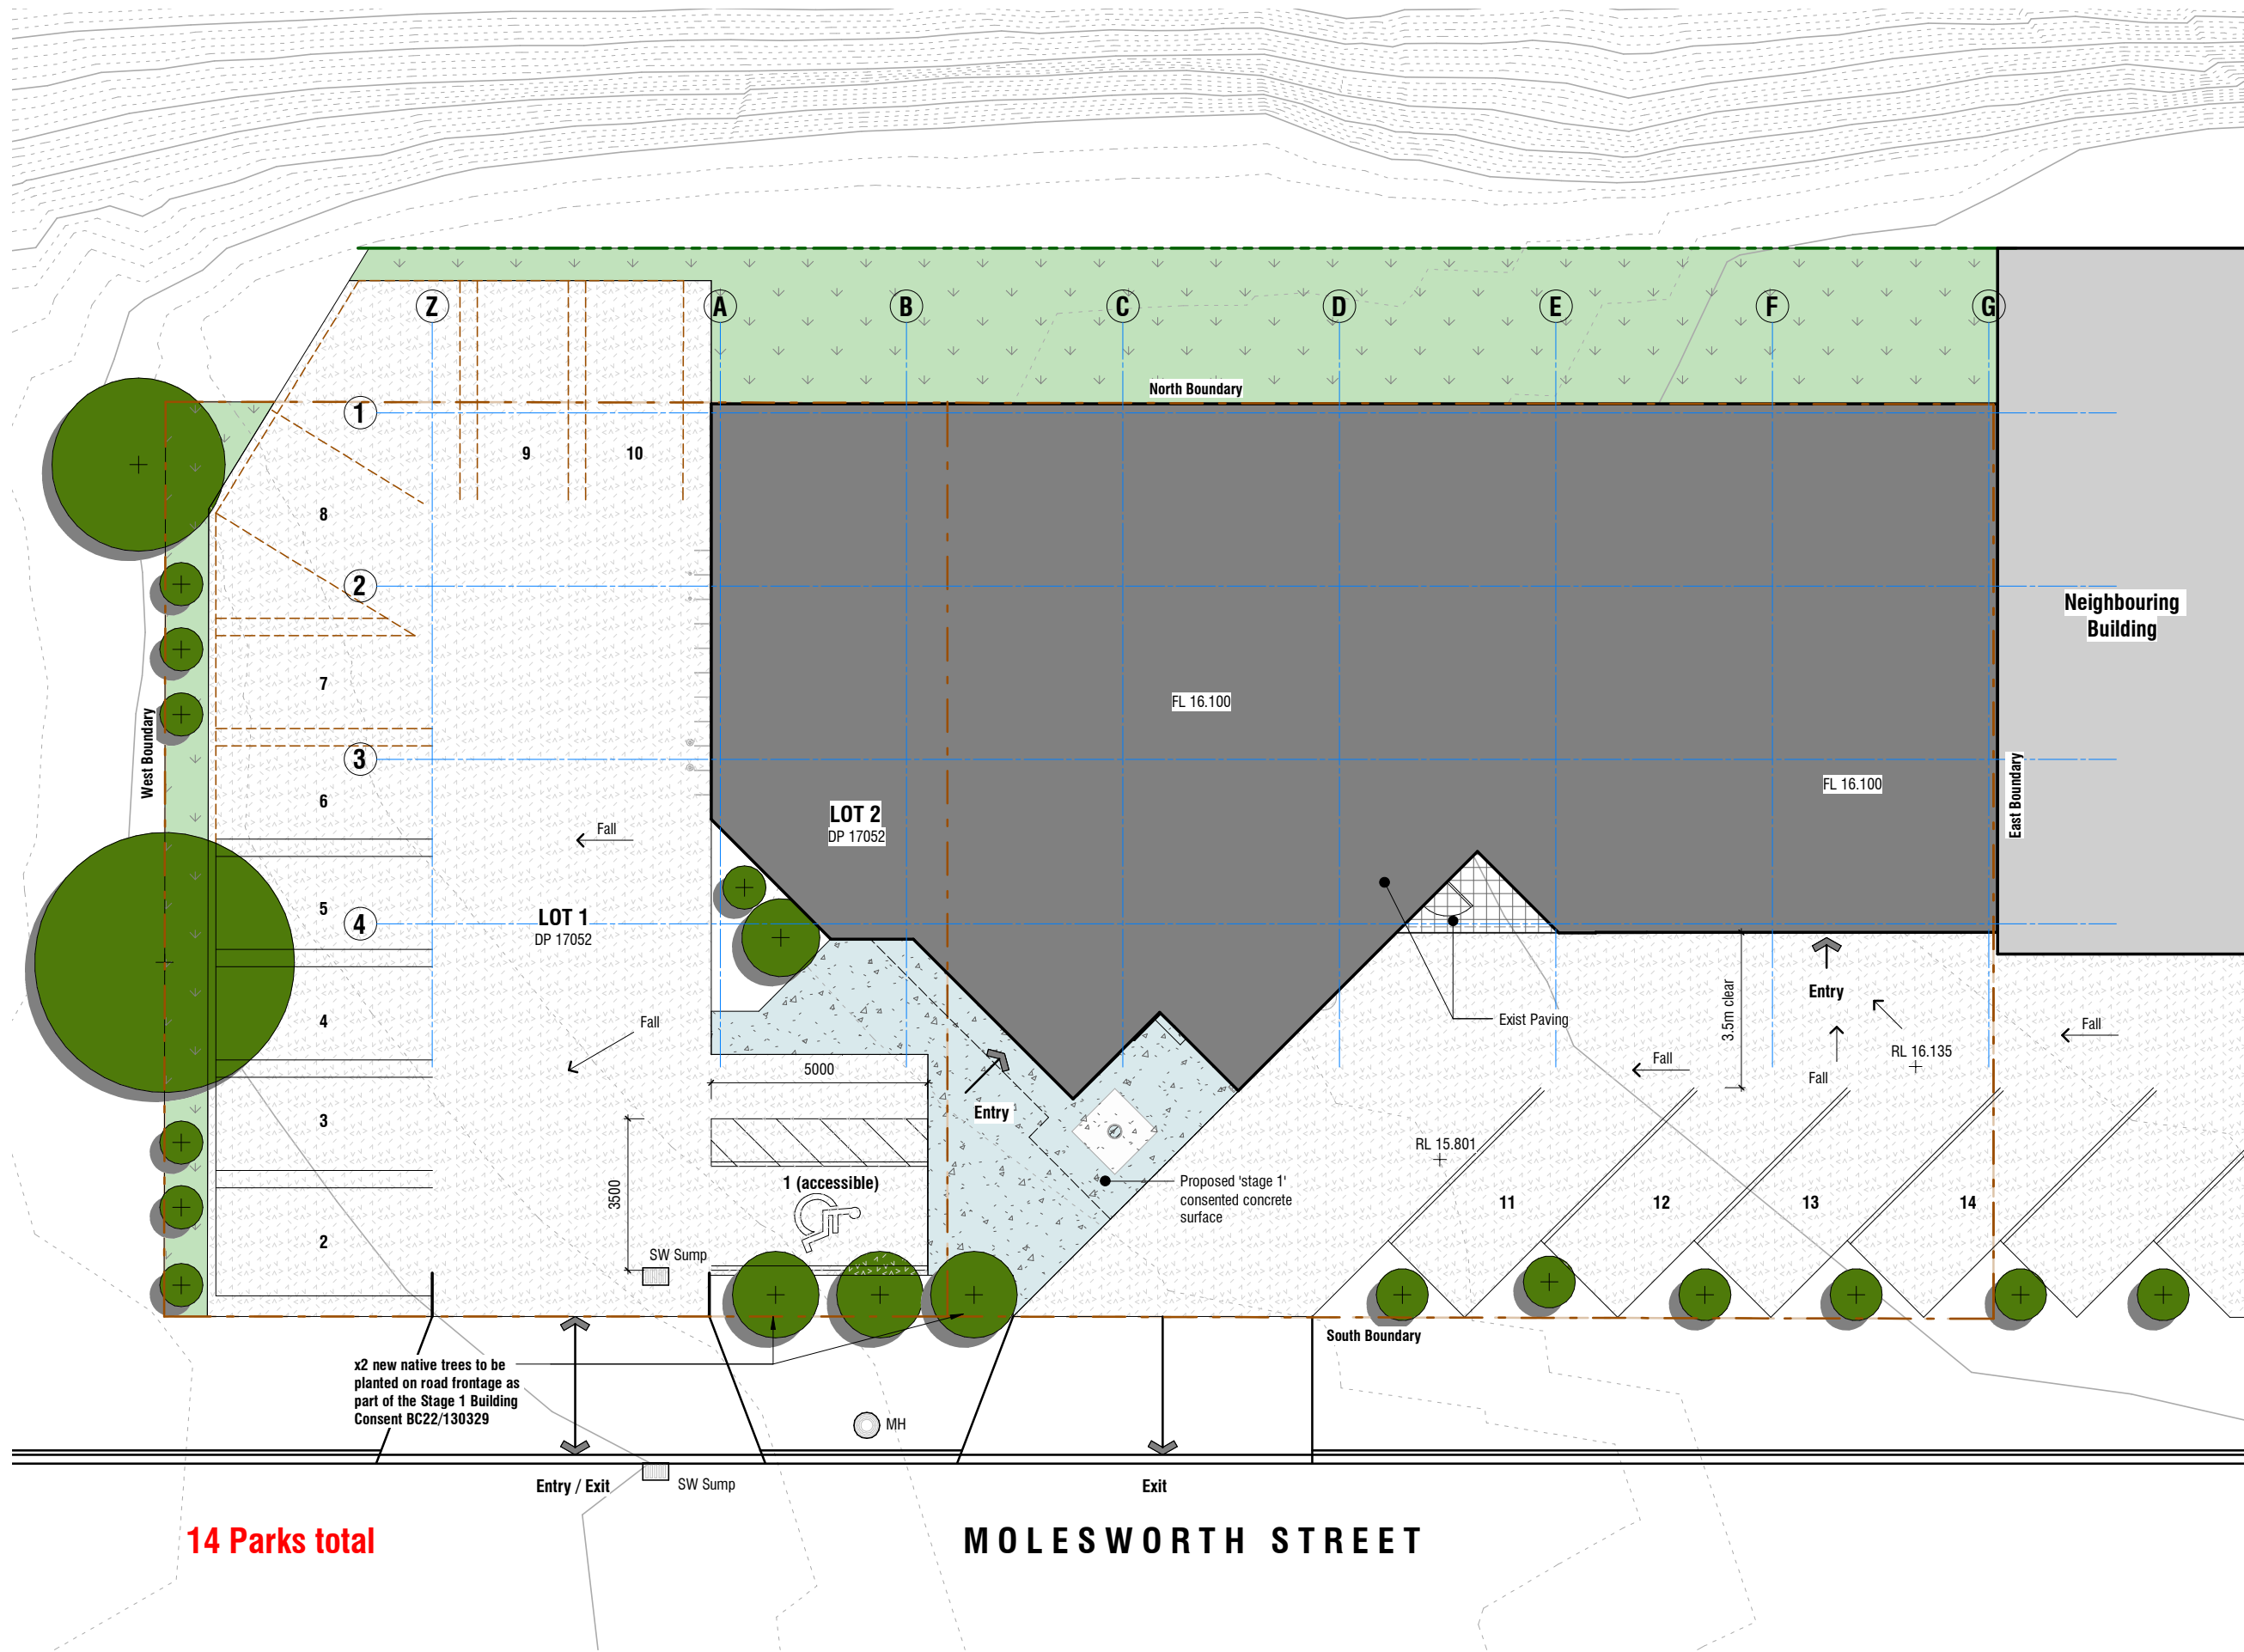 Z
A
B
C
D
E
F
G
North Boundary
1
9
10
8
2
Neighbouring
Building
7
FL 16.100
West Boundary
3
FL 16.100
East Boundary
6
LOT 2
DP 17052
Fall
5
4
LOT 1
DP 17052
Entry
3.5m clear
4
Fall
Exist Paving
Fall
RL 16.135
Fall
Fall
5000
Entry
3
RL 15.801
1 (accessible)
3500
Proposed 'stage 1'
consented concrete
surface
11
12
13
14
2
SW Sump
South Boundary
x2 new native trees to be
planted on road frontage as
part of the Stage 1 Building
Consent BC22/130329
MH
Entry / Exit
SW Sump
Exit
14 Parks total
MOLESWORTH STREET